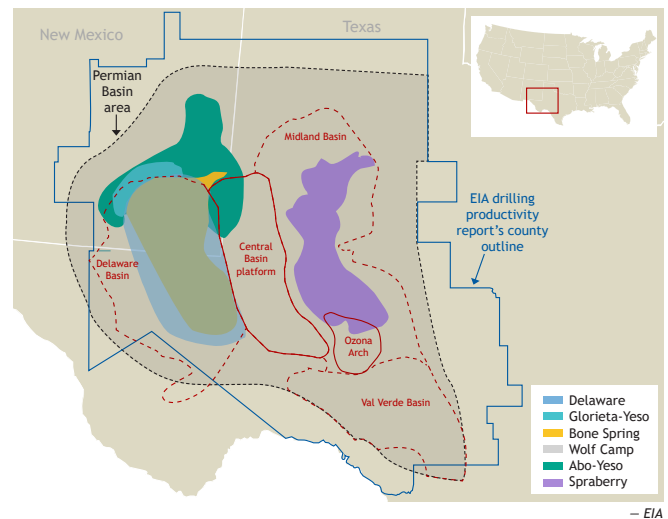 New Mexico
Texas
Permian
Basin
area
Midland Basin
EIA drilling
productivity
report's county
outline
Delaware
Basin
Central
Basin
platform
Ozona
Arch
Val Verde Basin
Delaware
Glorieta-Yeso
Bone Spring
Wolf Camp
Abo-Yeso
Spraberry
— EIA